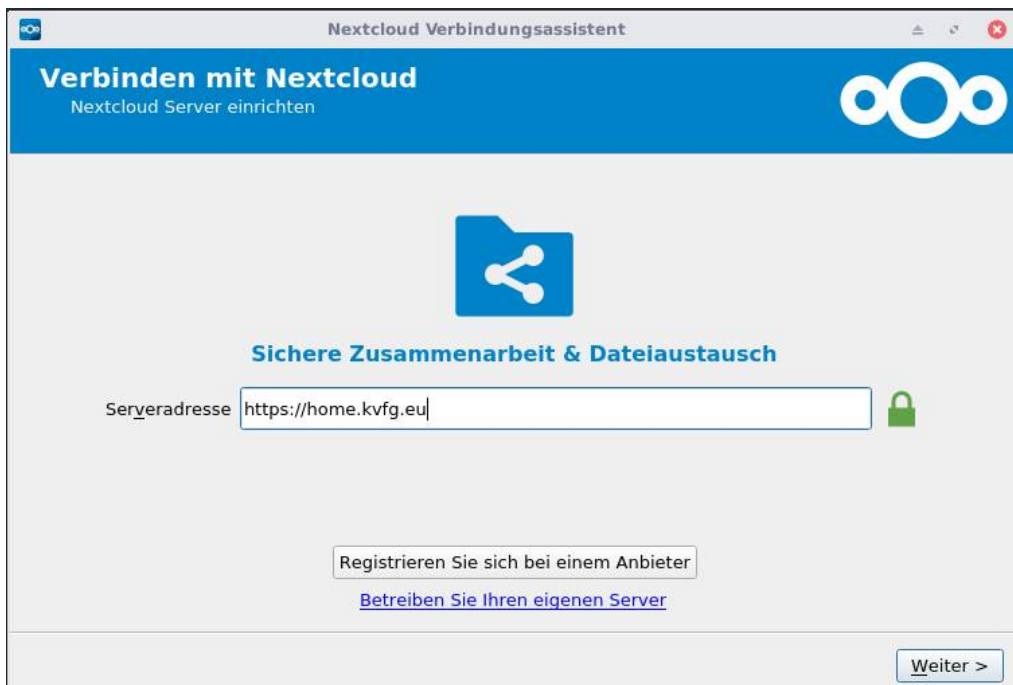 Nextcloud Verbindungsassistent
Verbinden mit Nextcloud
Nextcloud Server einrichten
Sichere Zusammenarbeit & Dateiaustausch
Serveradresse https://home.kvfg.eu
Registrieren Sie sich bei einem Anbieter
Betreiben Sie Ihren eigenen Server
Weiter >